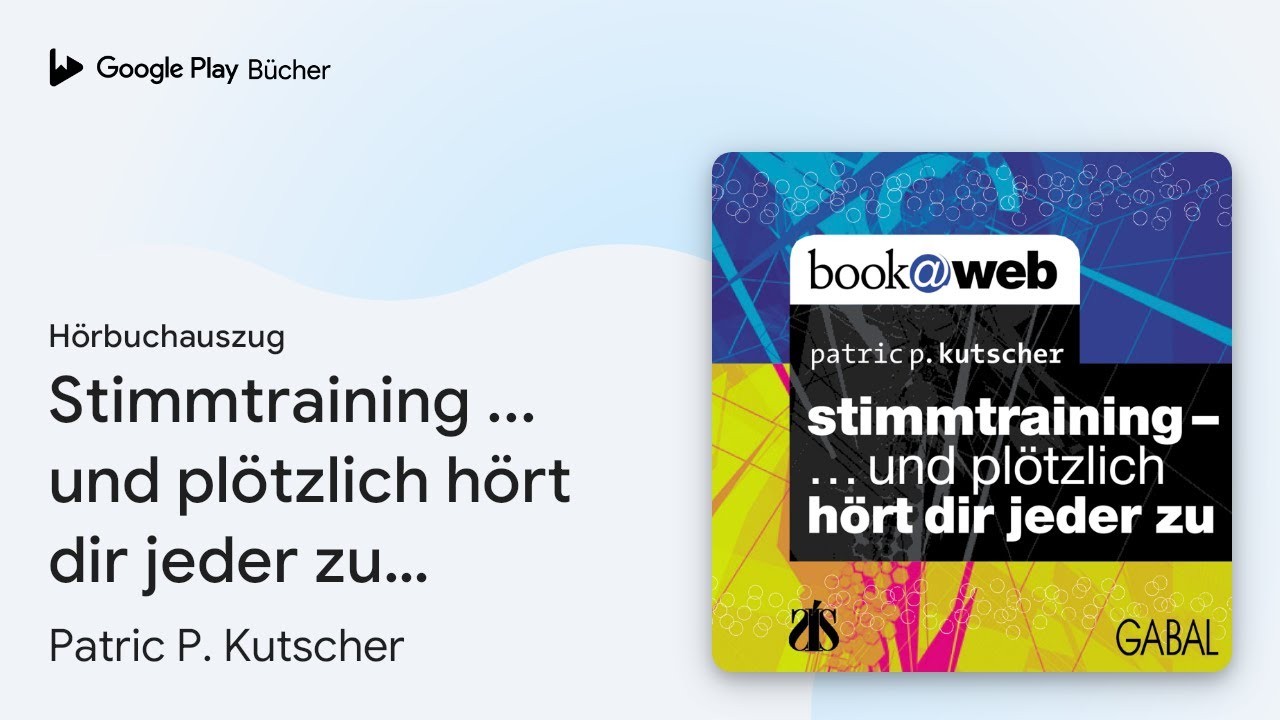 Google Play Bücher
Hörbuchauszug
Stimmtraining ...
und plötzlich hört
dir jeder zu...
Patric P. Kutscher
book@web
patric p. kutscher
stimmtraining –
... und plötzlich
hört dir jeder zu
GABAL